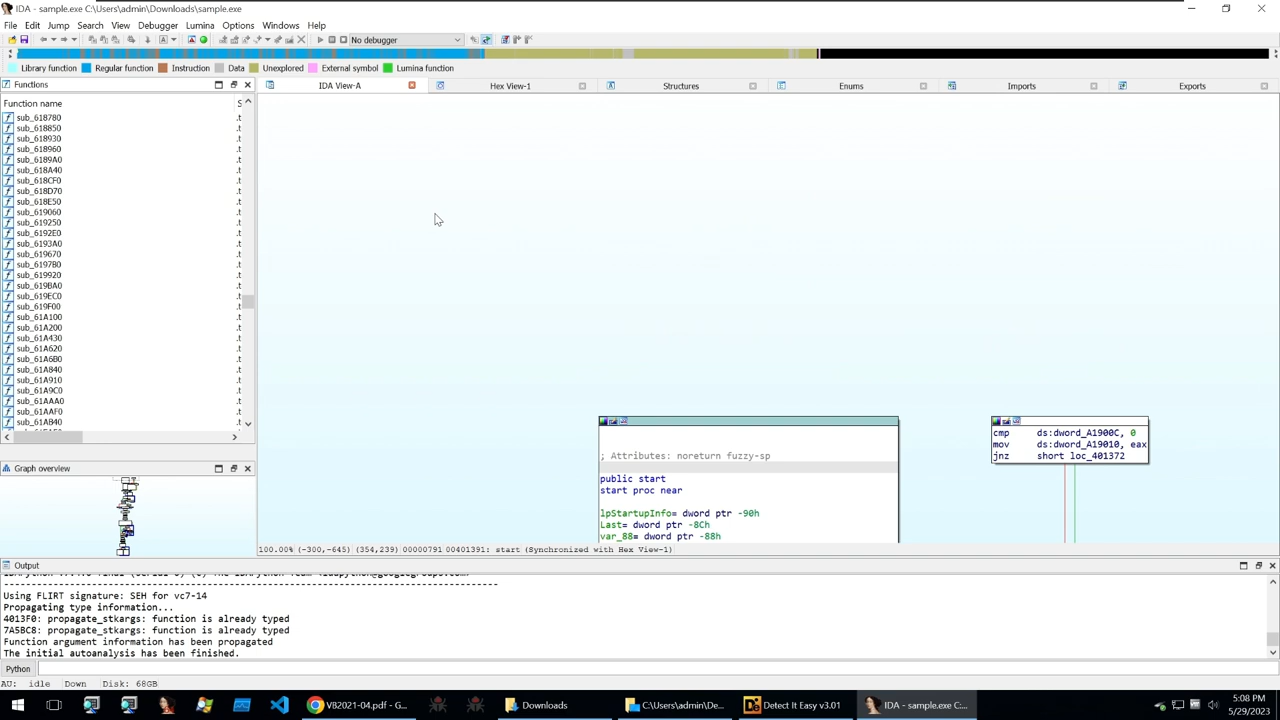 IDA - sample.exe C:\Users\admin\Downloads\sample.exe
File Edit Jump Search View Debugger Lumina Options Windows Help
No debugger
Library function Regular function Instruction Data Unexplored External symbol Lumina function
Functions
IDA View-A
Hex View-1
Structures
Enums
Imports
Exports
Function name S
sub_618780 .t
sub_618850 .t
sub_618930 .t
sub_618960 .t
sub_6189A0 .t
sub_618A40 .t
sub_618CF0 .t
sub_618D70 .t
sub_618E50 .t
sub_619060 .t
sub_619250 .t
sub_6192E0 .t
sub_6193A0 .t
sub_619670 .t
sub_6197B0 .t
sub_619920 .t
sub_619BA0 .t
sub_619EC0 .t
sub_619F00 .t
sub_61A100 .t
sub_61A200 .t
sub_61A430 .t
sub_61A620 .t
sub_61A6B0 .t
sub_61A840 .t
sub_61A910 .t
sub_61A9C0 .t
sub_61AAA0 .t
sub_61AAF0 .t
sub_61AB40 .t
Graph overview
; Attributes: noreturn fuzzy-sp
public start
start proc near
lpStartupInfo= dword ptr -90h
Last= dword ptr -8Ch
var_88= dword ptr -88h
cmp ds:dword_A1900C, 0
mov ds:dword_A19010, eax
jnz short loc_401372
100.00% (-300,-645) (354,239) 00000791 00401391: start (Synchronized with Hex View-1)
Output
Using FLIRT signature: SEH for vc7-14
Propagating type information...
4013F0: propagate_stkargs: function is already typed
7A5BC8: propagate_stkargs: function is already typed
Function argument information has been propagated
The initial autoanalysis has been finished.
Python
AU: idle Down Disk: 68GB
VB2021-04.pdf - G...
Downloads
C:\Users\admin\De...
Detect It Easy v3.01
IDA - sample.exe C:...
5:08 PM
5/29/2023